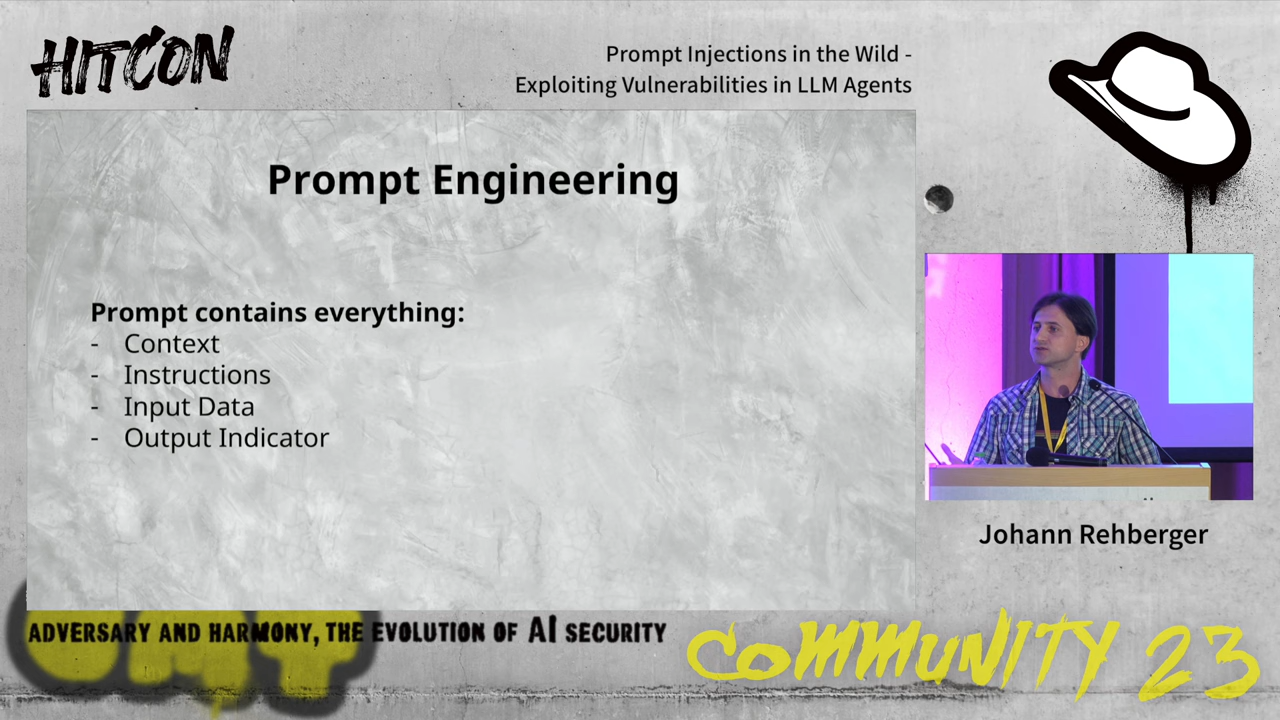 HITCON
Prompt Injections in the Wild -
Exploiting Vulnerabilities in LLM Agents
Prompt Engineering
Prompt contains everything:
- Context
- Instructions
- Input Data
- Output Indicator
Johann Rehberger
ADVERSARY AND HARMONY, THE EVOLUTION OF AI SECURITY
COMMUNITY 23